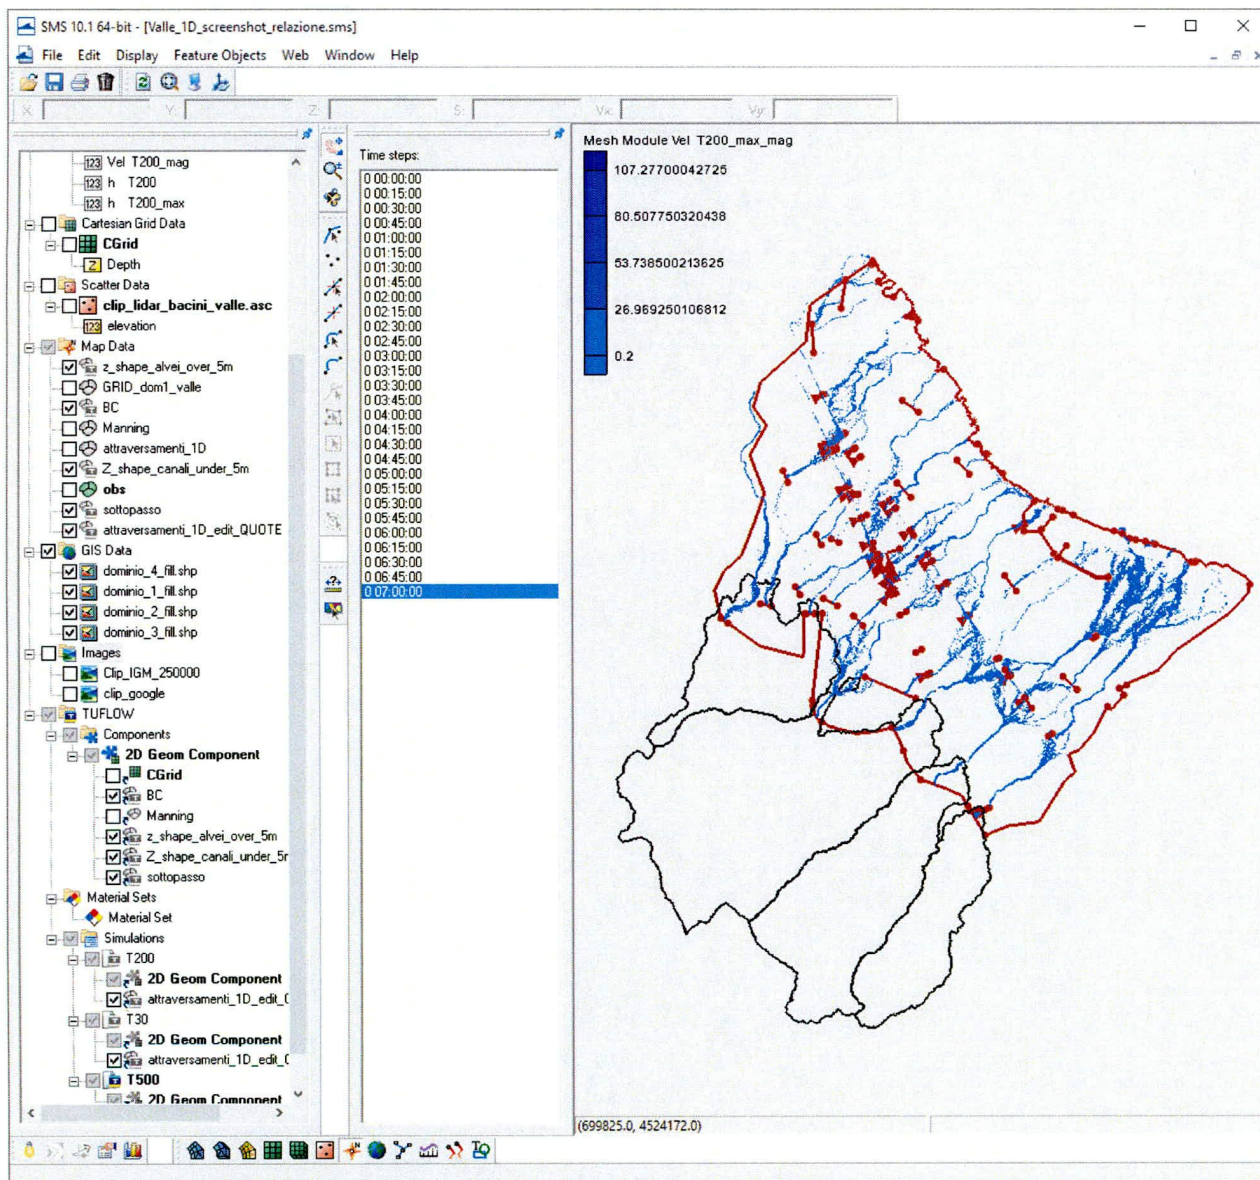 SMS 10.1 64-bit - [Valle_1D_screenshot_relazione.sms]
File Edit Display Feature Objects Web Window Help
X: Y: Z: S: Vx: Vy:
Vel T200_mag
h T200
h T200_max
Cartesian Grid Data
CGrid
Depth
Scatter Data
clip_lidar_bacini_valle.asc
elevation
Map Data
z_shape_alvei_over_5m
GRID_dom1_valle
BC
Manning
attraversamenti_1D
Z_shape_canali_under_5m
obs
sottopasso
attraversamenti_1D_edit_QUOTE
GIS Data
dominio_4_fill.shp
dominio_1_fill.shp
dominio_2_fill.shp
dominio_3_fill.shp
Images
Clip_IGM_250000
clip_google
TUFLOW
Components
2D Geom Component
CGrid
BC
Manning
z_shape_alvei_over_5m
Z_shape_canali_under_5r
sottopasso
Material Sets
Material Set
Simulations
T200
2D Geom Component
attraversamenti_1D_edit_C
T30
2D Geom Component
attraversamenti_1D_edit_C
T500
2D Geom Component
Time steps:
0 00:00:00
0 00:15:00
0 00:30:00
0 00:45:00
0 01:00:00
0 01:15:00
0 01:30:00
0 01:45:00
0 02:00:00
0 02:15:00
0 02:30:00
0 02:45:00
0 03:00:00
0 03:15:00
0 03:30:00
0 03:45:00
0 04:00:00
0 04:15:00
0 04:30:00
0 04:45:00
0 05:00:00
0 05:15:00
0 05:30:00
0 05:45:00
0 06:00:00
0 06:15:00
0 06:30:00
0 06:45:00
0 07:00:00
Mesh Module Vel T200_max_mag
107.27700042725
80.507750320438
53.738500213625
26.969250106812
0.2
(699825.0, 4524172.0)